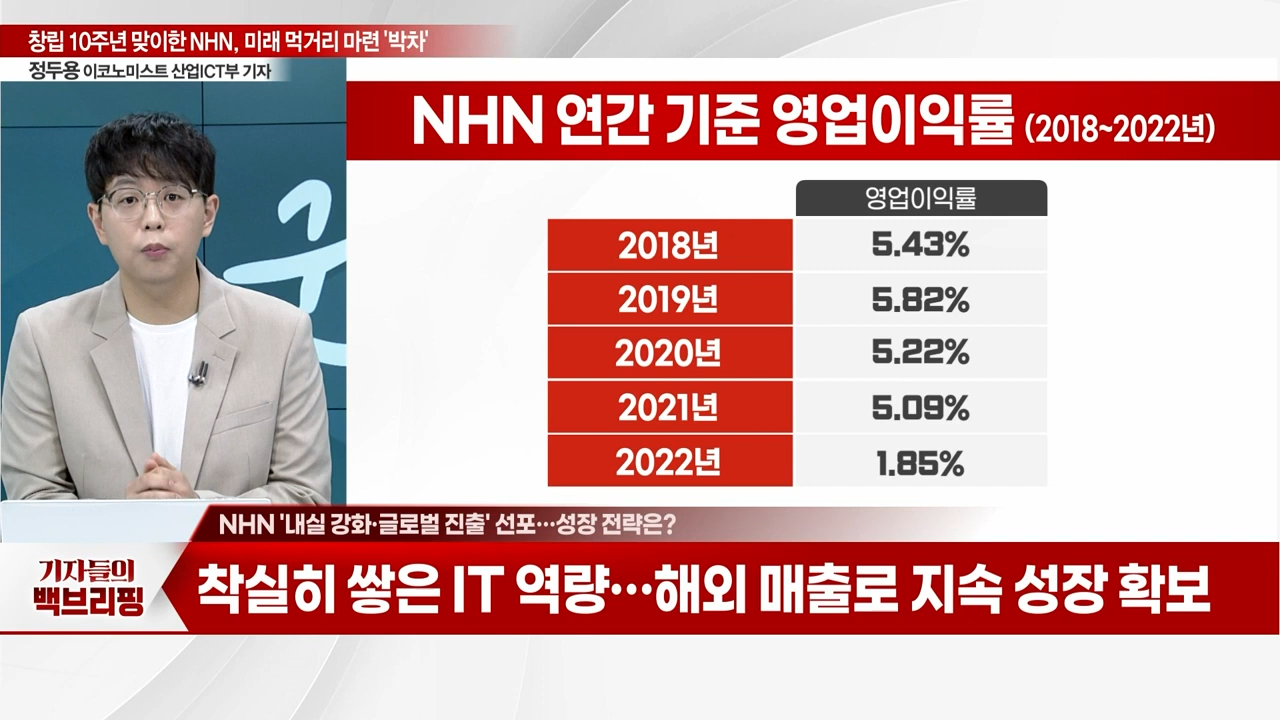 창립 10주년 맞이한 NHN, 미래 먹거리 마련 '박차'
정두용 이코노미스트 산업ICT부 기자
NHN 연간 기준 영업이익률 (2018~2022년)
영업이익률
2018년 5.43%
2019년 5.82%
2020년 5.22%
2021년 5.09%
2022년 1.85%
NHN '내실 강화·글로벌 진출' 선포…성장 전략은?
기자들의
백브리핑
착실히 쌓은 IT 역량…해외 매출로 지속 성장 확보